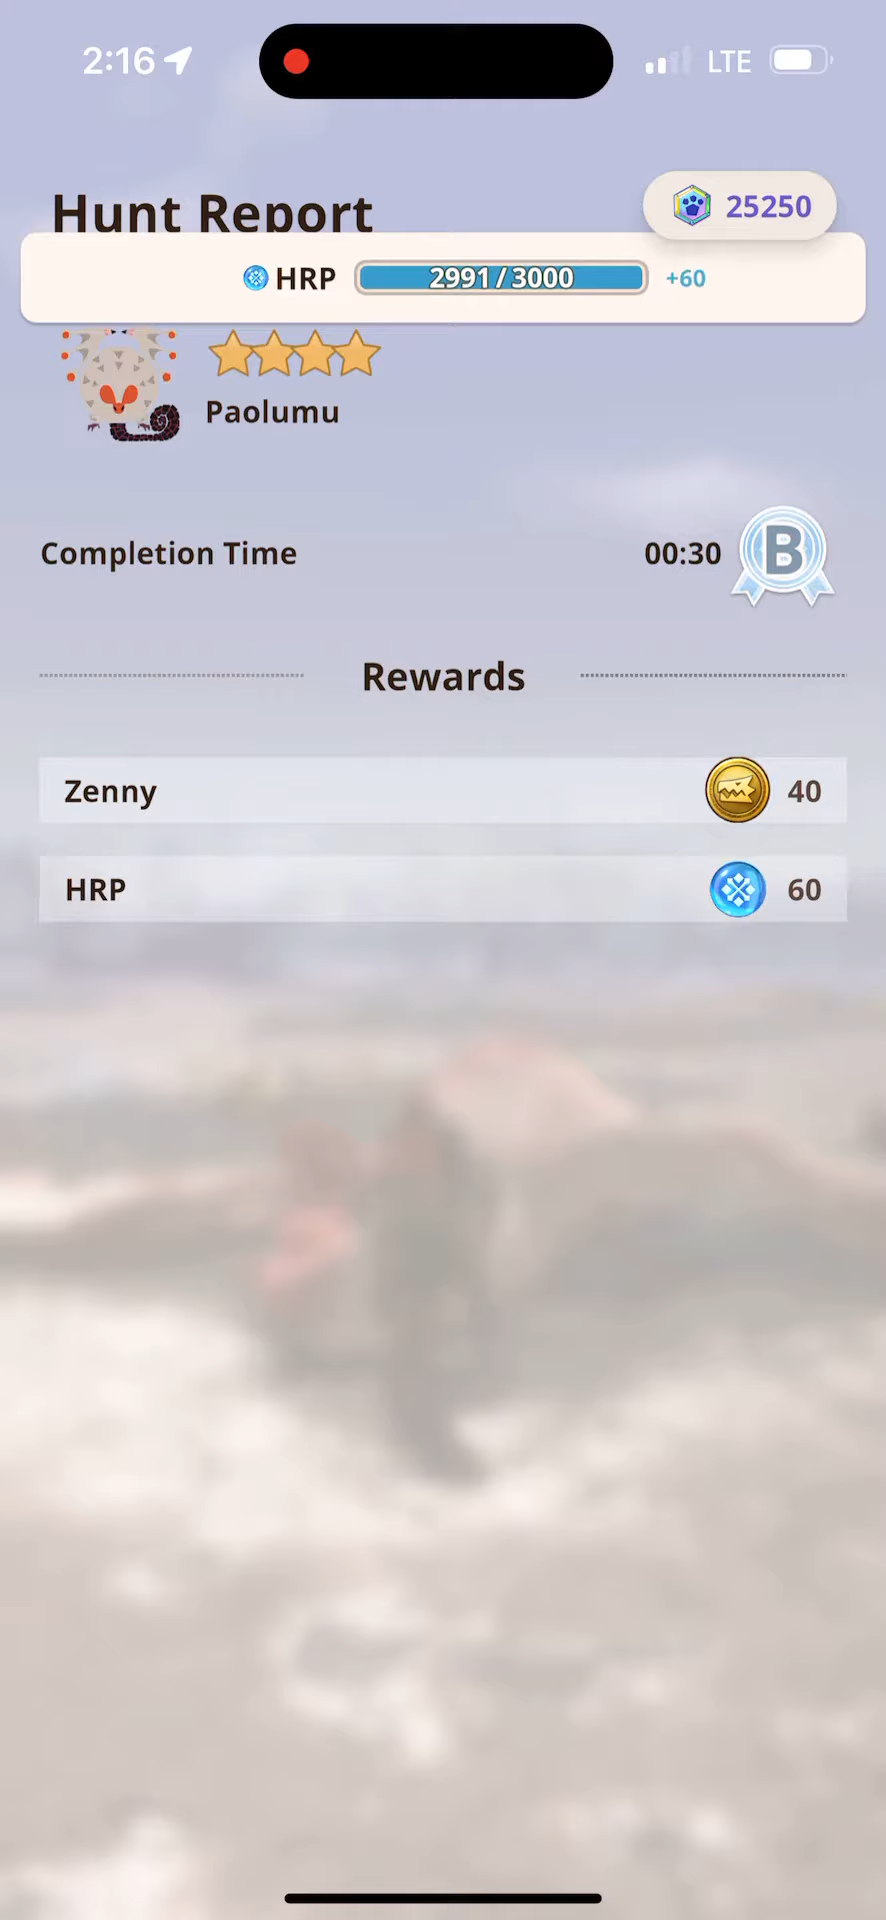 2:16
LTE
Hunt Report
25250
HRP 2991 / 3000 +60
Paolumu
Completion Time 00:30 B
Rewards
Zenny 40
HRP 60